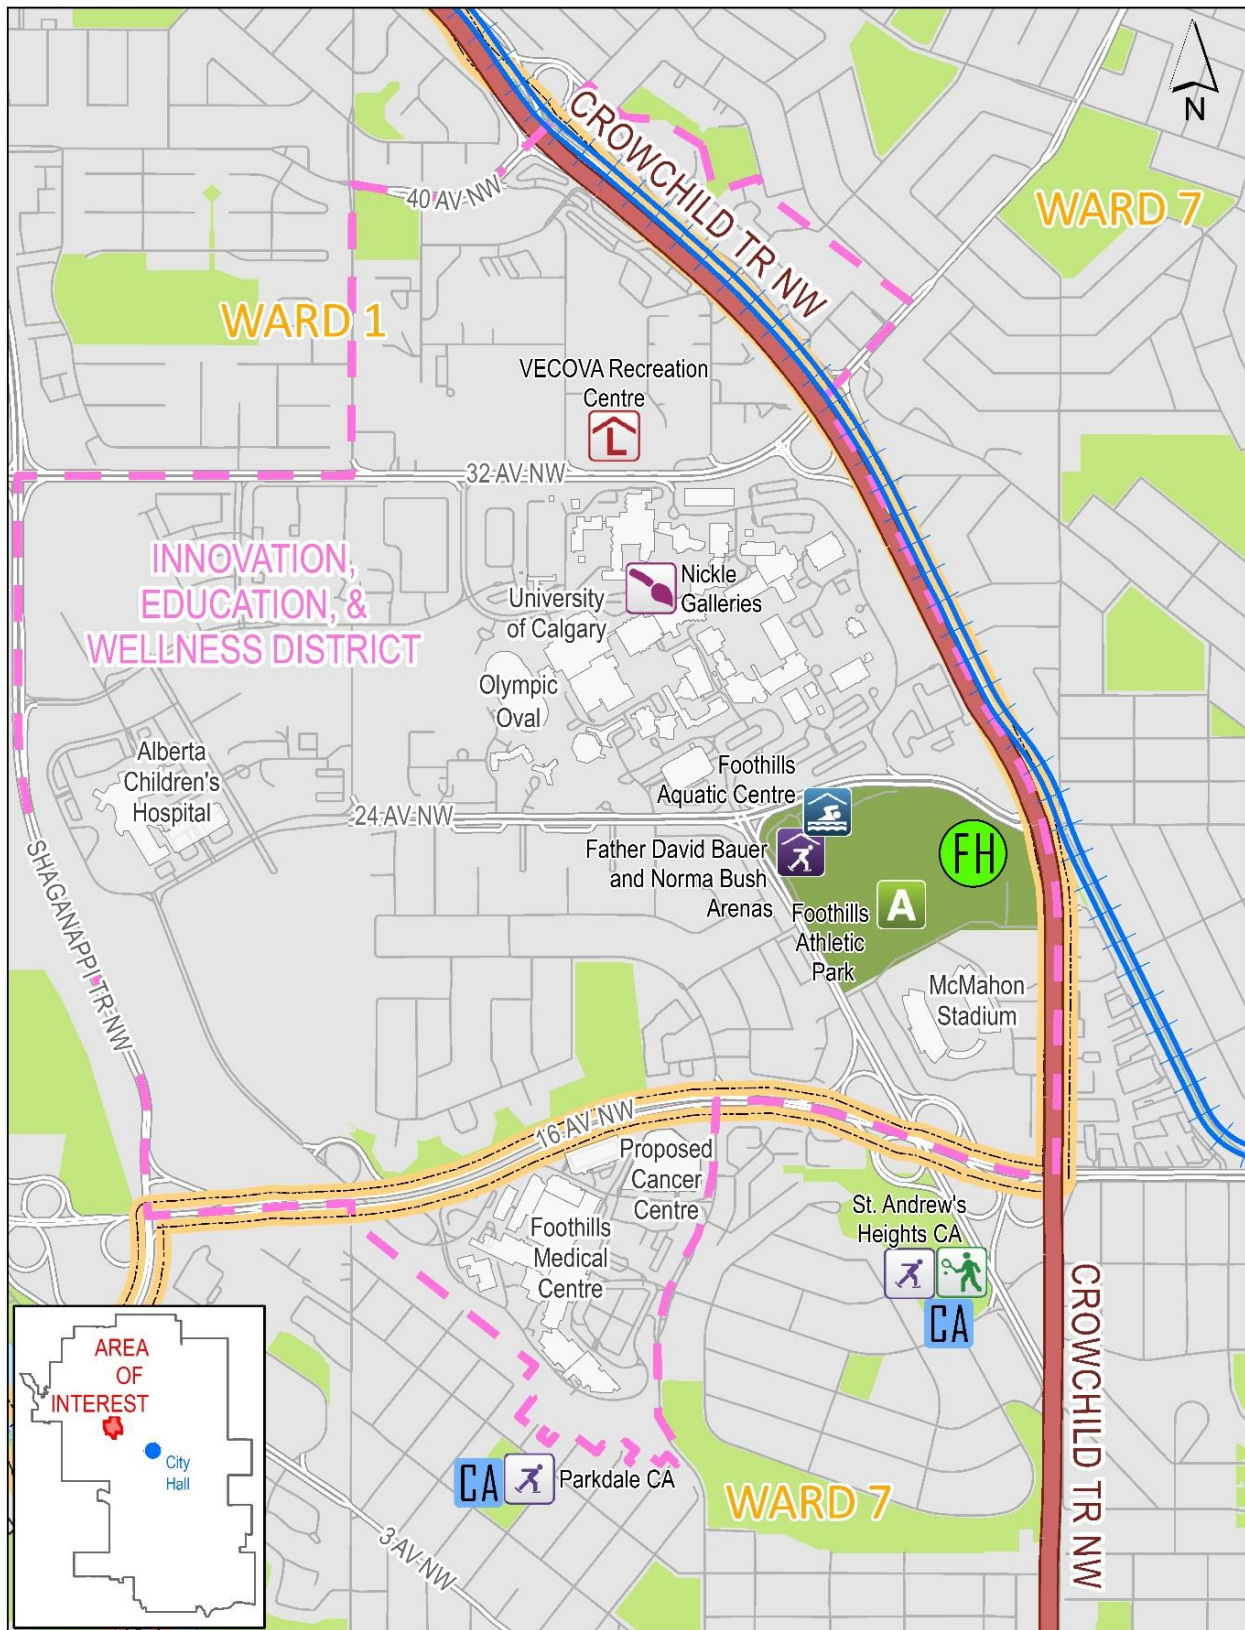 N
CROWCHILD TR NW
40 AV NW
WARD 7
WARD 1
VECOVA Recreation
Centre
L
32 AV NW
INNOVATION,
EDUCATION, &
WELLNESS DISTRICT
Nickle
Galleries
University
of Calgary
Olympic
Oval
Alberta
Children's
Hospital
Foothills
Aquatic Centre
24 AV NW
Father David Bauer
and Norma Bush
Arenas
FH
A
Foothills
Athletic
Park
SHAGANAPPI TR NW
McMahon
Stadium
16 AV NW
Proposed
Cancer
Centre
St. Andrew's
Heights CA
CA
Foothills
Medical
Centre
CROWCHILD TR NW
AREA
OF
INTEREST
City
Hall
CA
Parkdale CA
WARD 7
3 AV NW